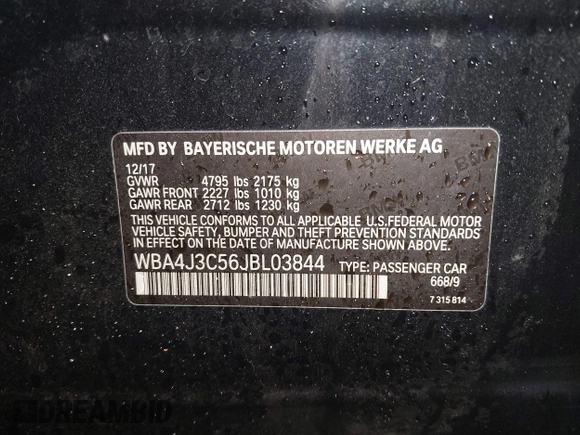 MFD BY BAYERISCHE MOTOREN WERKE AG
12/17
GVWR 4795 lbs 2175 kg
GAWR FRONT 2227 lbs 1010 kg
GAWR REAR 2712 lbs 1230 kg
THIS VEHICLE CONFORMS TO ALL APPLICABLE U.S.FEDERAL MOTOR
VEHICLE SAFETY, BUMPER AND THEFT PREVENTION STANDARDS
IN EFFECT ON THE DATE OF MANUFACTURE SHOWN ABOVE.
WBA4J3C56JBL03844 TYPE: PASSENGER CAR
668/9
7 315 814
DREAMBID